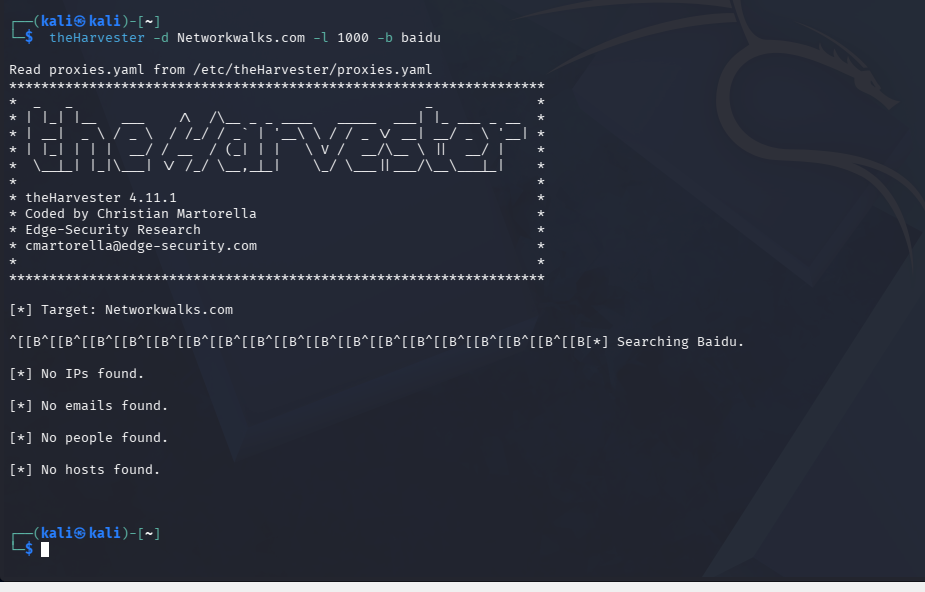 ┌──(kali㉿kali)-[~]
└─$ theHarvester -d Networkwalks.com -l 1000 -b baidu
Read proxies.yaml from /etc/theHarvester/proxies.yaml
*******************************************************************
* theHarvester 4.11.1 *
* Coded by Christian Martorella *
* Edge-Security Research *
* cmartorella@edge-security.com *
* *
*******************************************************************
[*] Target: Networkwalks.com
^[[B^[[B^[[B^[[B^[[B^[[B^[[B^[[B^[[B^[[B^[[B^[[B^[[B^[[B^[[B^[[B^[[B^[[B^[[B^[[B^[[B[*] Searching Baidu.
[*] No IPs found.
[*] No emails found.
[*] No people found.
[*] No hosts found.
┌──(kali㉿kali)-[~]
└─$